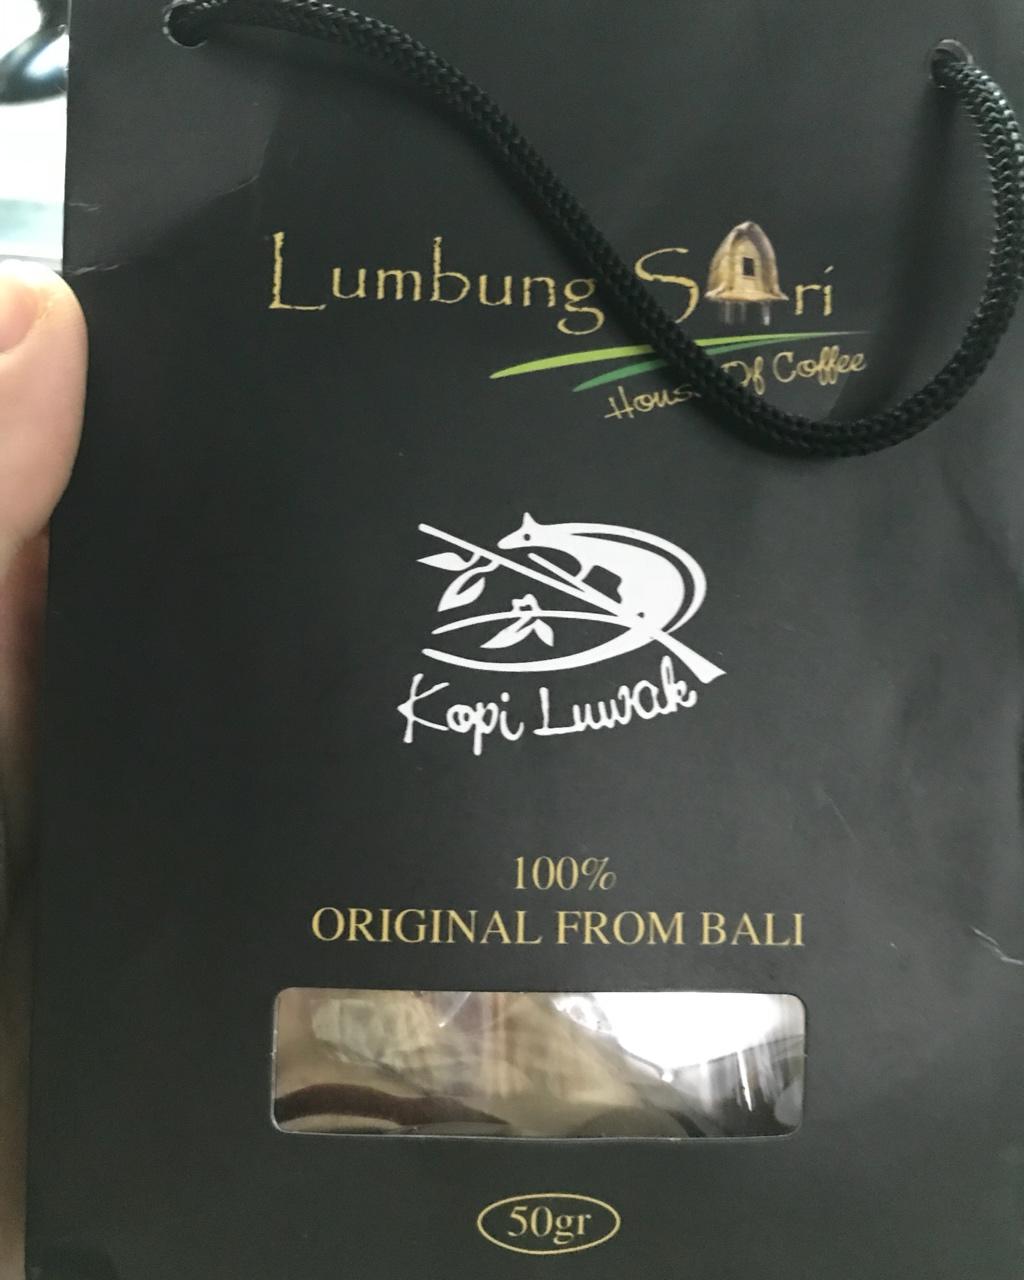 Lumbung Sari
Of Coffee
Kopi Luwak
100%
ORIGINAL FROM BALI
50gr